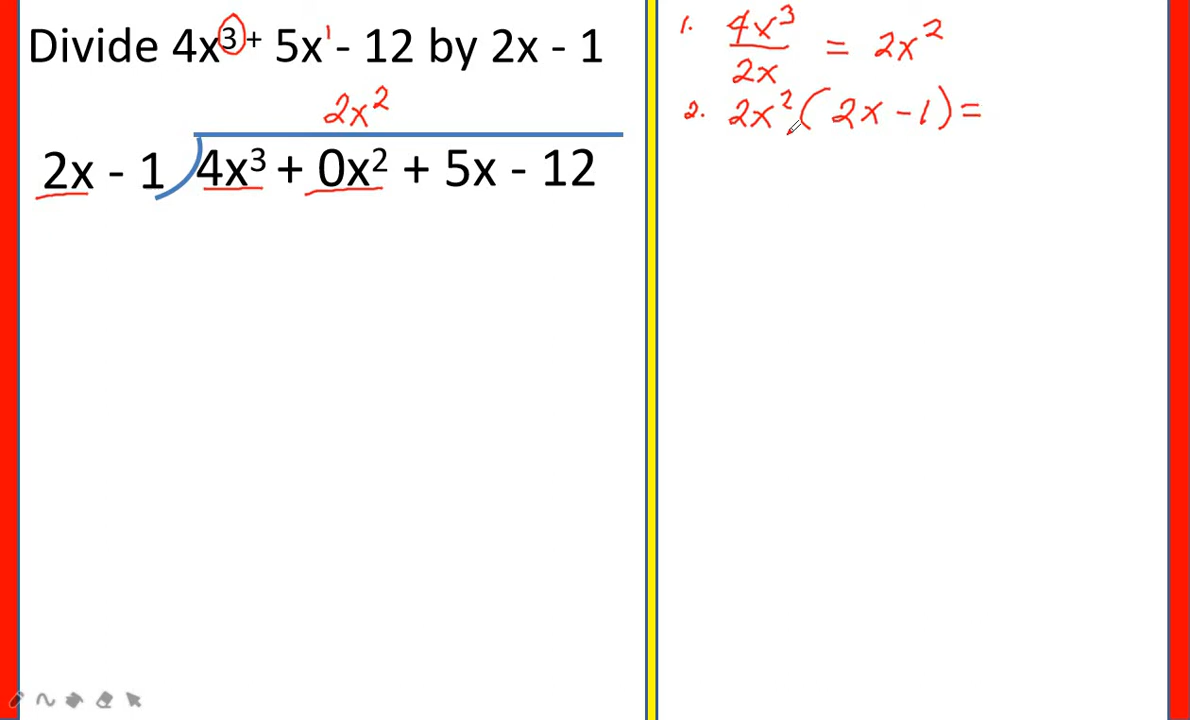 Divide 4x³ + 5x¹ - 12 by 2x - 1
2x²
2x - 1 4x³ + 0x² + 5x - 12
1. 4x³/2x = 2x²
2. 2x²(2x - 1) =